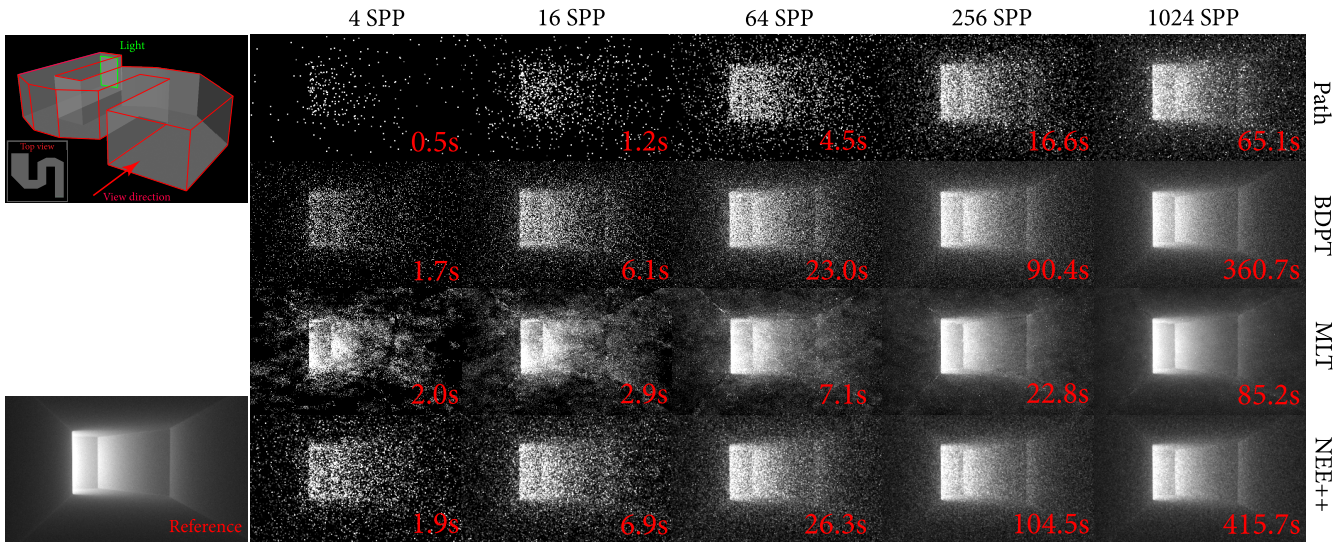 4 SPP 16 SPP 64 SPP 256 SPP 1024 SPP
Light
Top view
View direction
0.5s 1.2s 4.5s 16.6s 65.1s
Path
1.7s 6.1s 23.0s 90.4s 360.7s
BDPT
2.0s 2.9s 7.1s 22.8s 85.2s
MLT
Reference
1.9s 6.9s 26.3s 104.5s 415.7s
NEE++